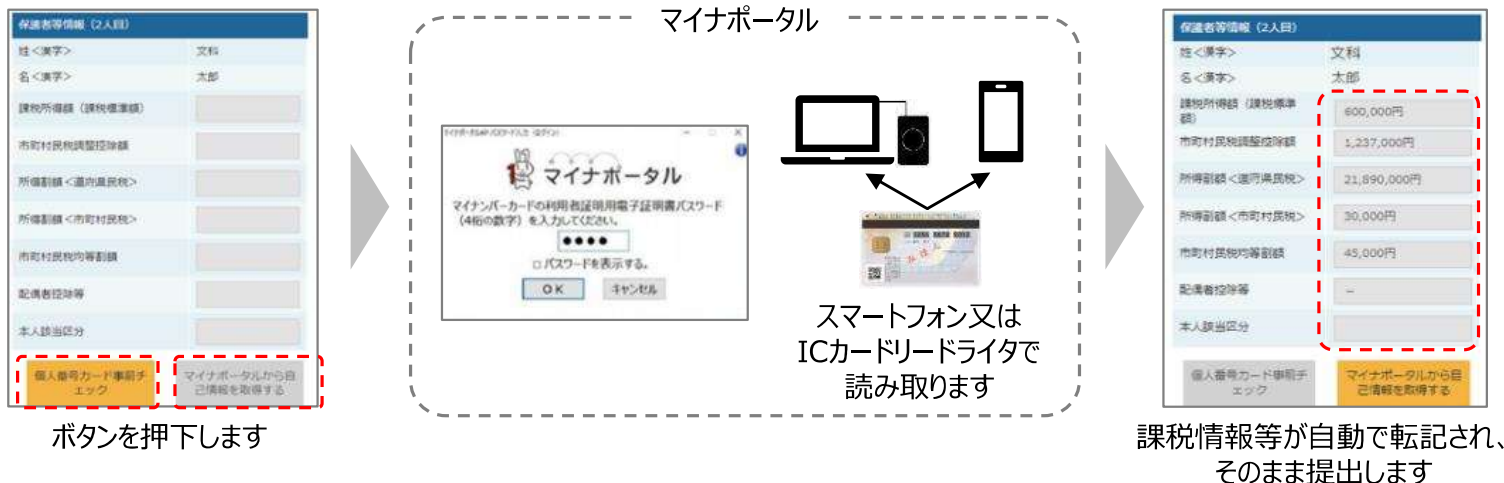 保護者等情報（2人目）
姓<漢字>
文科
名<漢字>
太郎
課税所得額（課税標準額）
市町村民税調整控除額
所得割額<道府県民税>
所得割額<市町村民税>
市町村民税均等割額
配偶者控除等
本人該当区分
個人番号カード事前チ
ェック
マイナポータルから自
己情報を取得する
ボタンを押下します
マイナポータル
マイナポータル
マイナンバーカードの利用者証明用電子証明書パスワード
（4桁の数字）を入力してください。
●●●●
□パスワードを表示する。
OK
キャンセル
スマートフォン又は
ICカードリードライタで
読み取ります
保護者等情報（2人目）
姓<漢字>
文科
名<漢字>
太郎
課税所得額（課税標準
額）
600,000円
市町村民税調整控除額
1,237,000円
所得割額<道府県民税>
21,890,000円
所得割額<市町村民税>
30,000円
市町村民税均等割額
45,000円
配偶者控除等
－
本人該当区分
個人番号カード事前チ
ェック
マイナポータルから自
己情報を取得する
課税情報等が自動で転記され、
そのまま提出します